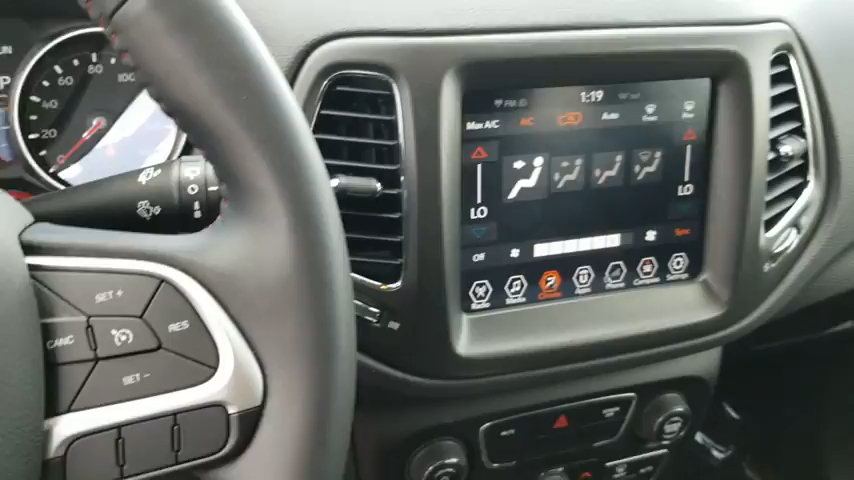 20
40
60
80
100
P
SET +
RES
CANC
SET -
FM
1:19
Max A/C
A/C
Auto
LO
LO
Off
Sync
Radio
Media
Climate
Apps
Phone
Compass
Settings